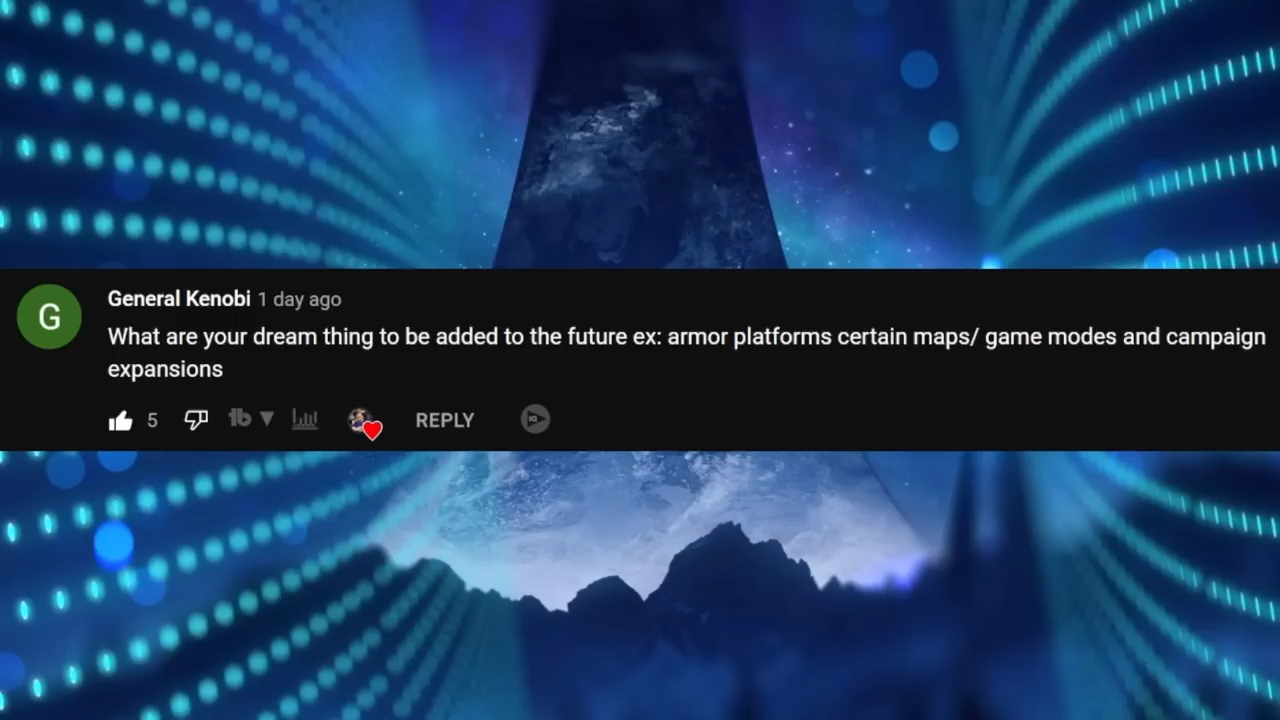 G
General Kenobi 1 day ago
What are your dream thing to be added to the future ex: armor platforms certain maps/ game modes and campaign
expansions
5
REPLY